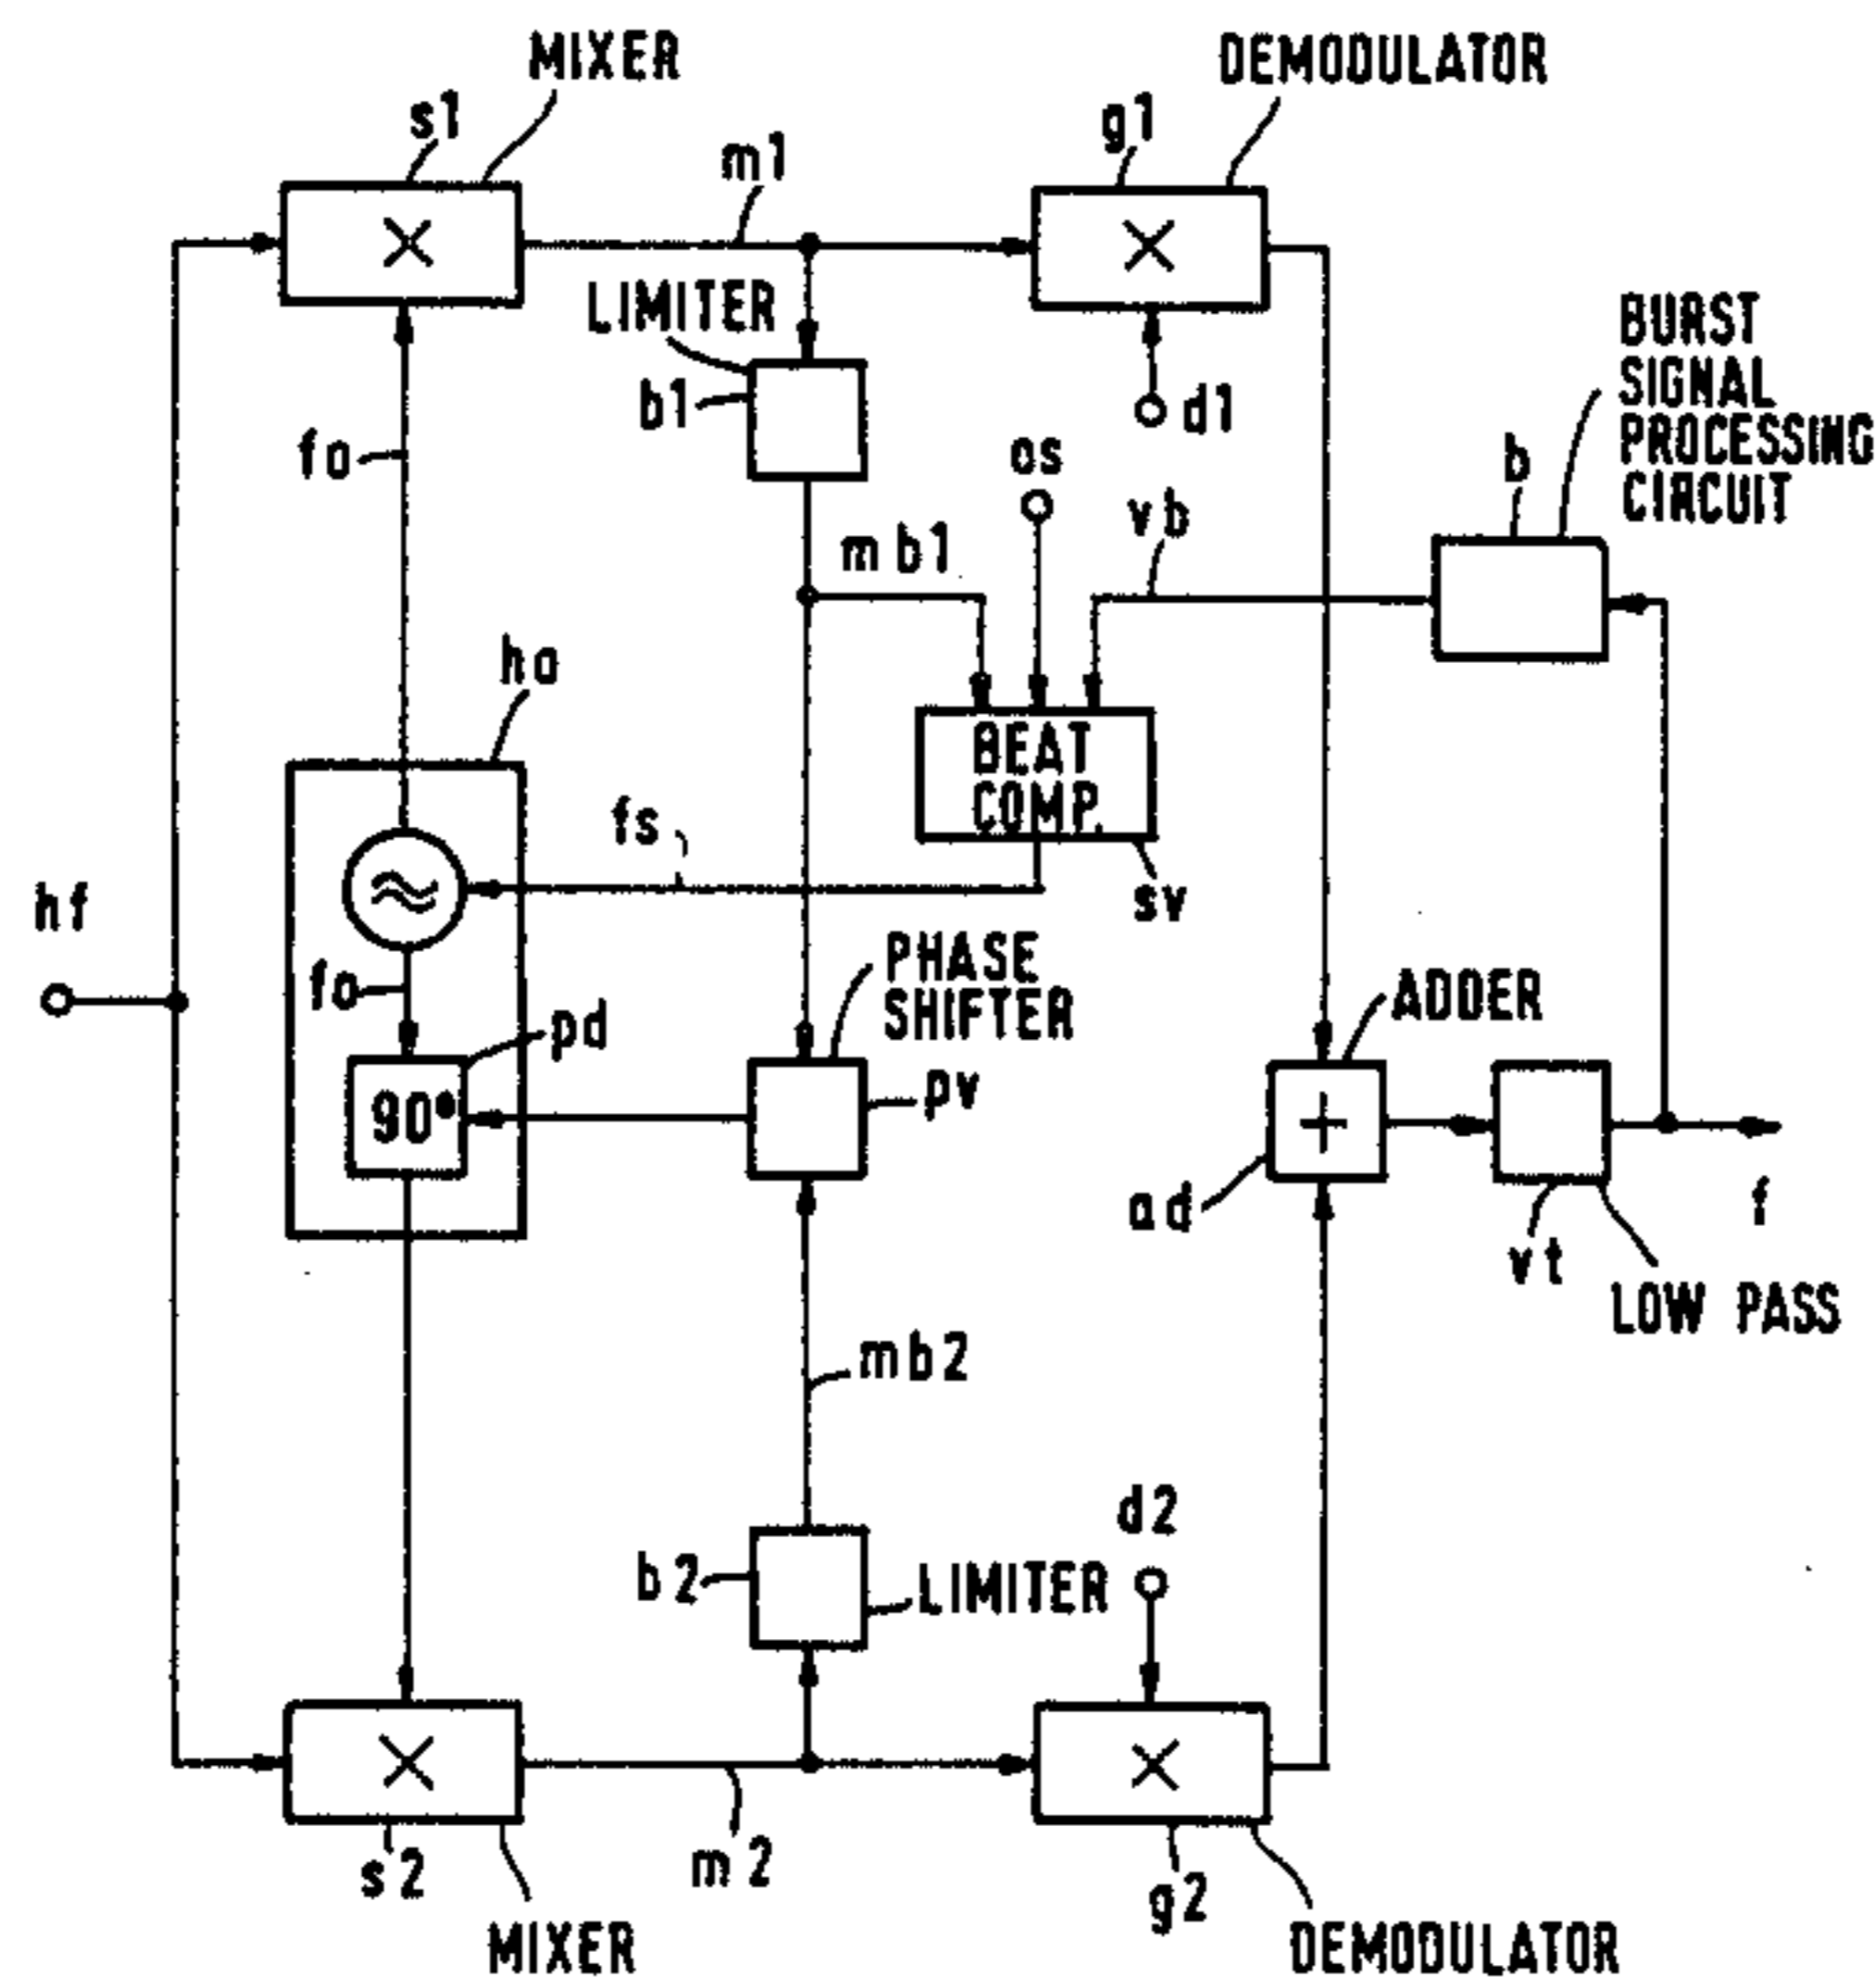 MIXER
DEMODULATOR
s1
g1
m1
LIMITER
b1
d1
BURST
SIGNAL
PROCESSING
CIRCUIT
fo
os
vb
b
mb1
ho
BEAT
COMP.
fs
sv
hf
fo
pd
90°
PHASE
SHIFTER
pv
ADDER
+
ad
vt
f
LOW PASS
mb2
d2
b2
LIMITER
s2
m2
g2
MIXER
DEMODULATOR